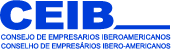 CEIB
CONSEJO DE EMPRESARIOS IBEROAMERICANOS
CONSELHO DE EMPRESÁRIOS IBERO-AMERICANOS